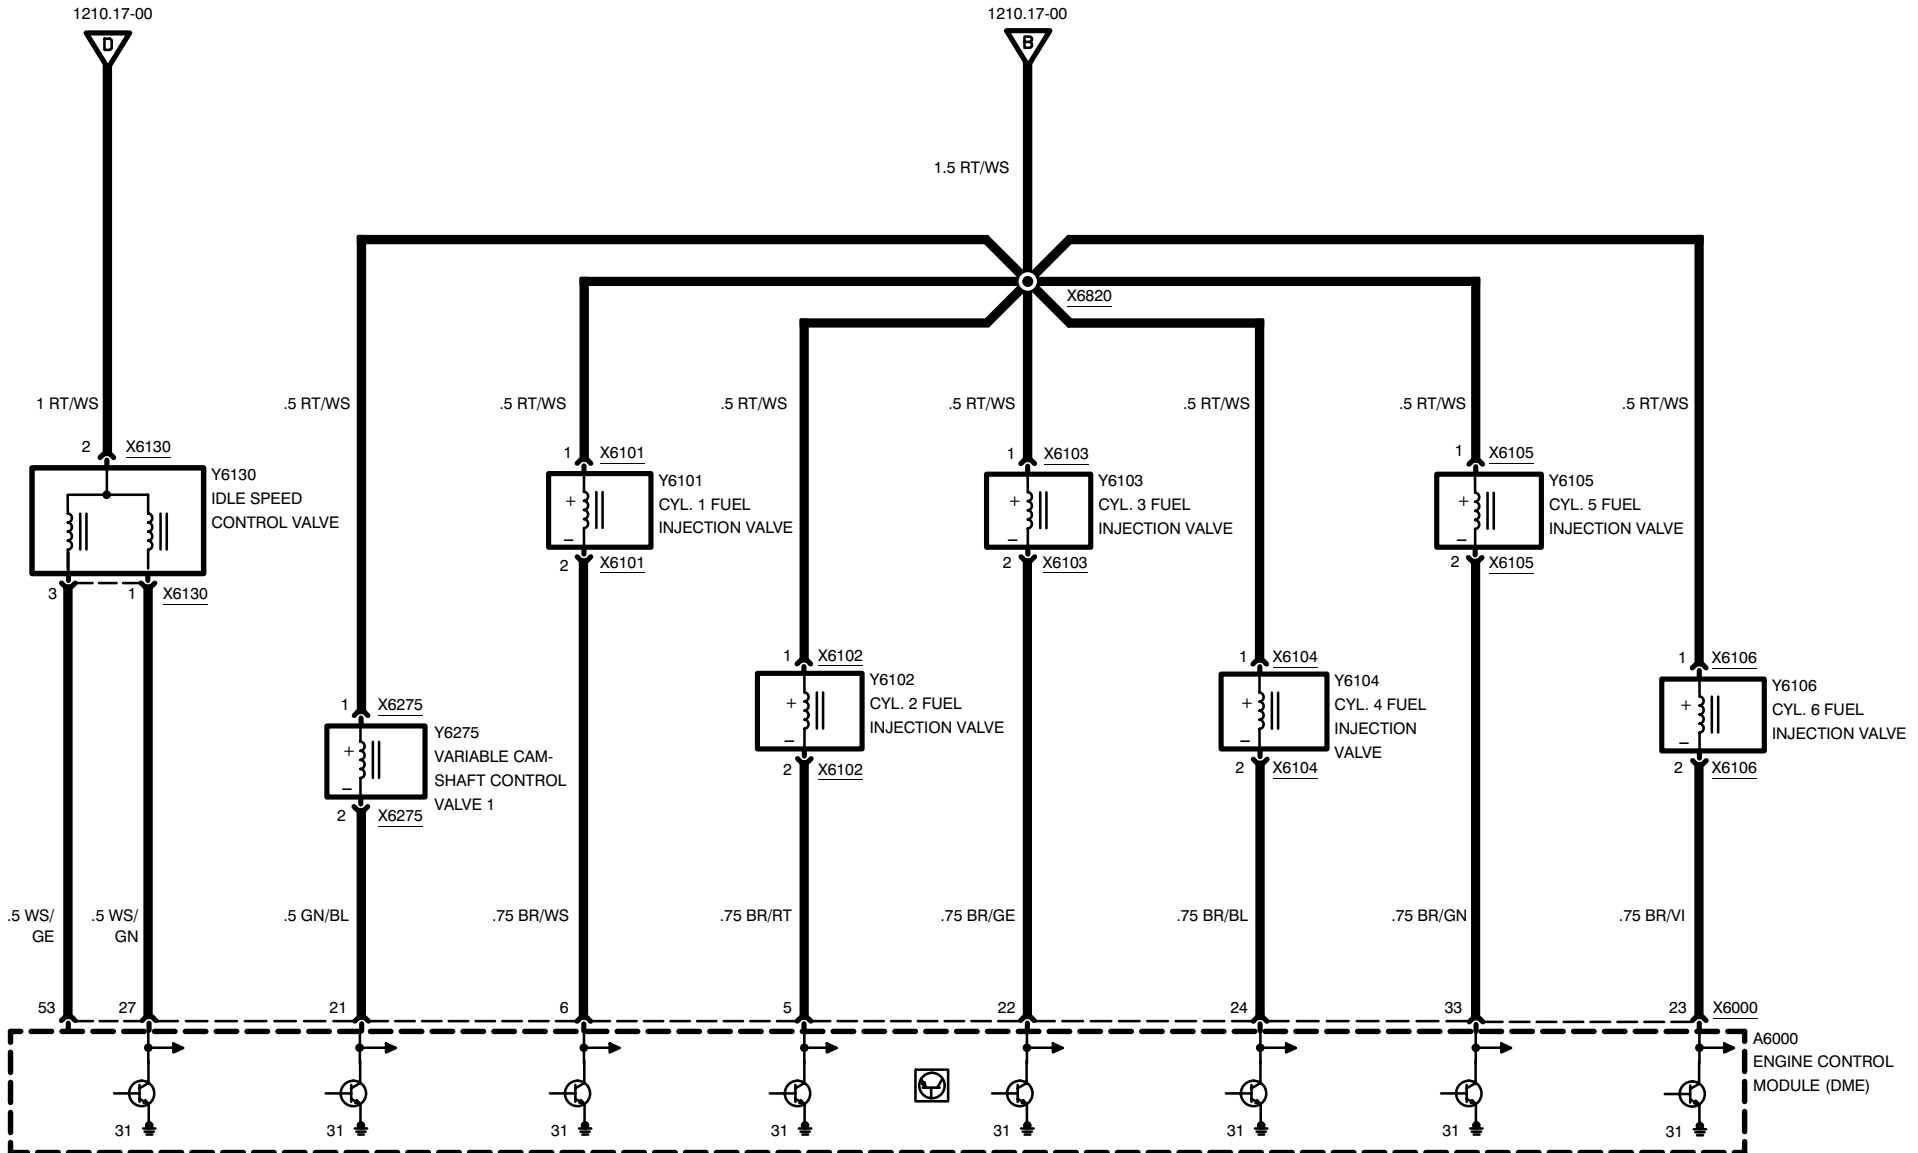 1210.17-00
1210.17-00
D
B
1.5 RT/WS
X6820
1 RT/WS
.5 RT/WS
.5 RT/WS
.5 RT/WS
.5 RT/WS
.5 RT/WS
.5 RT/WS
.5 RT/WS
2 X6130
1 X6101
1 X6103
1 X6105
Y6130
IDLE SPEED
CONTROL VALVE
Y6101
CYL. 1 FUEL
INJECTION VALVE
+
–
Y6103
CYL. 3 FUEL
INJECTION VALVE
+
–
Y6105
CYL. 5 FUEL
INJECTION VALVE
+
–
2 X6101
2 X6103
2 X6105
3
1 X6130
1 X6102
1 X6104
1 X6106
Y6102
CYL. 2 FUEL
INJECTION VALVE
+
–
Y6104
CYL. 4 FUEL
INJECTION
VALVE
+
–
Y6106
CYL. 6 FUEL
INJECTION VALVE
+
–
1 X6275
Y6275
VARIABLE CAM-
SHAFT CONTROL
VALVE 1
+
–
2 X6102
2 X6104
2 X6106
2 X6275
.5 WS/
GE
.5 WS/
GN
.5 GN/BL
.75 BR/WS
.75 BR/RT
.75 BR/GE
.75 BR/BL
.75 BR/GN
.75 BR/VI
53
27
21
6
5
22
24
33
23 X6000
A6000
ENGINE CONTROL
MODULE (DME)
31
31
31
31
31
31
31
31